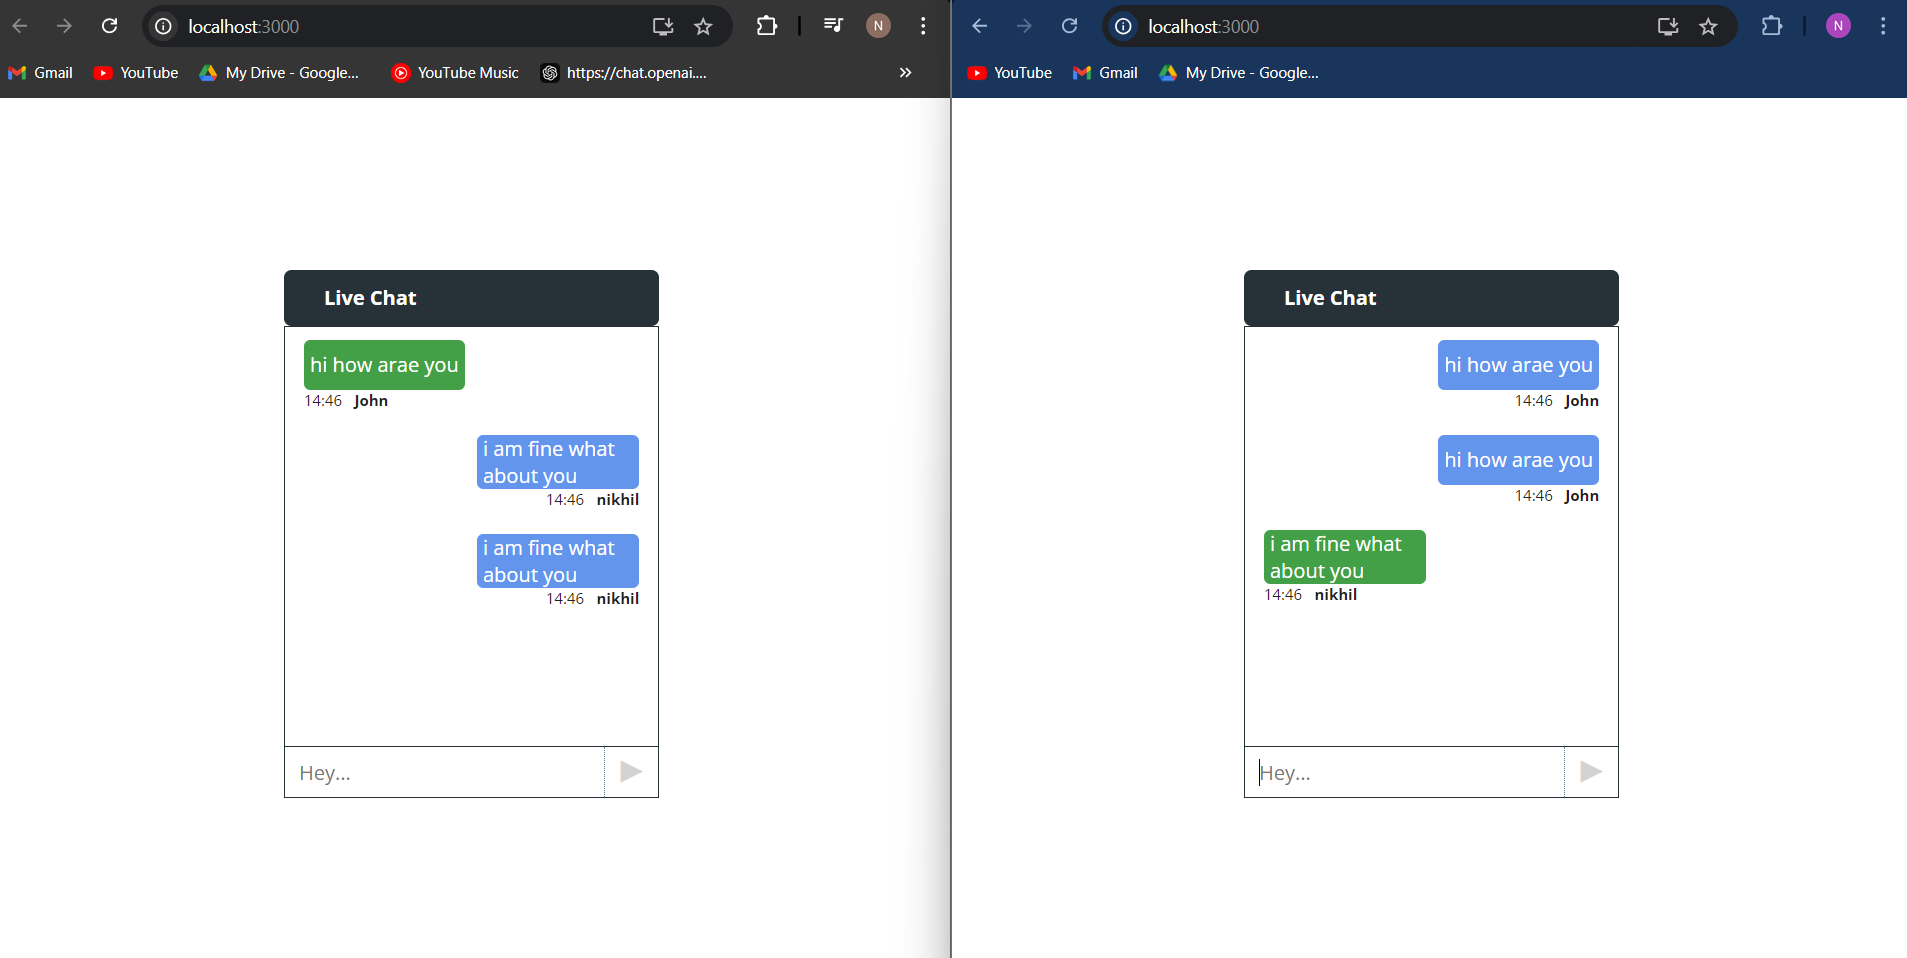 localhost:3000
Gmail YouTube My Drive - Google... YouTube Music https://chat.openai....
N
Live Chat
hi how arae you
14:46 John
i am fine what
about you
14:46 nikhil
i am fine what
about you
14:46 nikhil
Hey...
localhost:3000
N
YouTube Gmail My Drive - Google...
Live Chat
hi how arae you
14:46 John
hi how arae you
14:46 John
i am fine what
about you
14:46 nikhil
Hey...